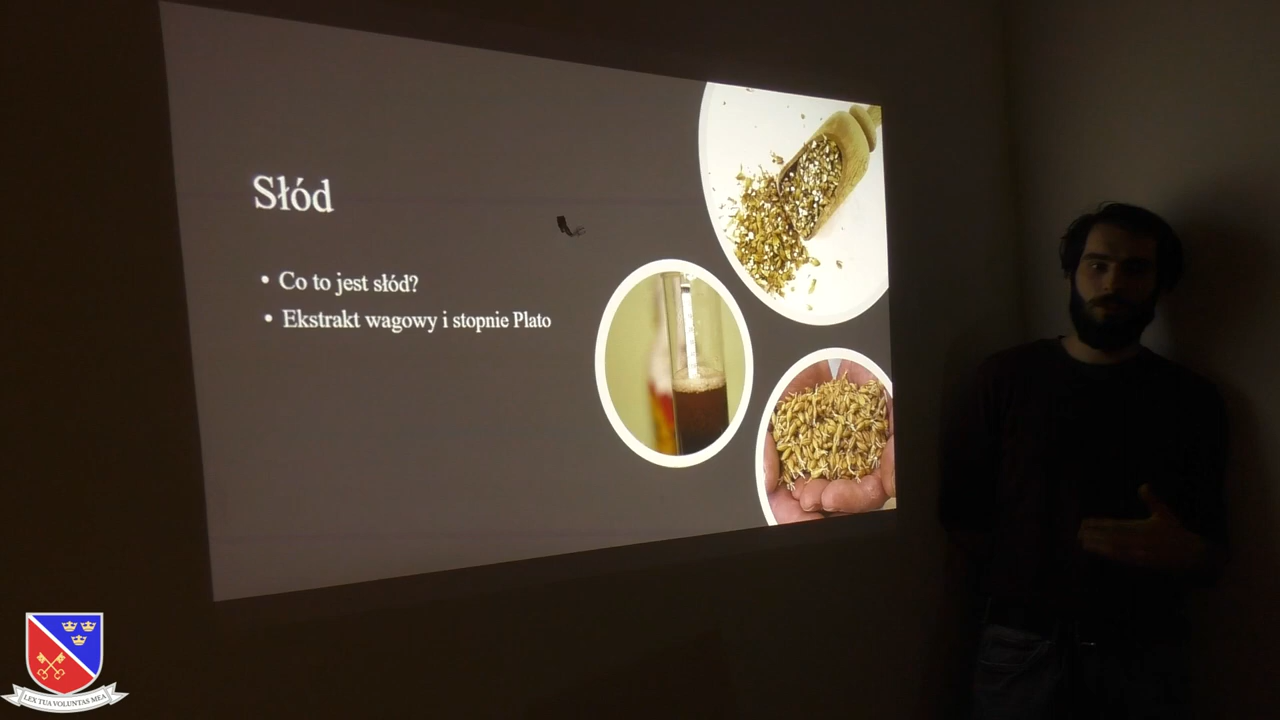 Słód
• Co to jest słód?
• Ekstrakt wagowy i stopnie Plato
LEX TUA VOLUNTAS MEA